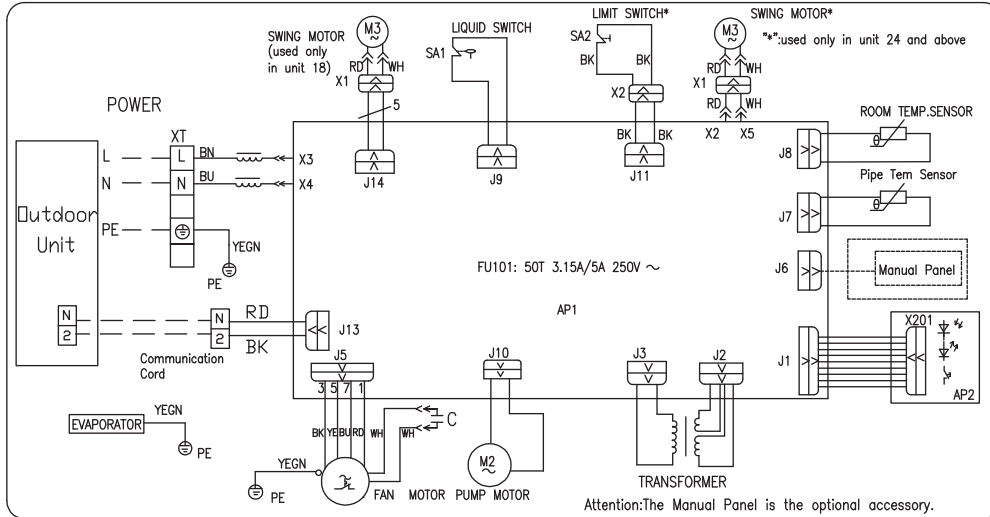 LIMIT SWITCH*
SWING MOTOR*
LIQUID SWITCH
SWING MOTOR
(used only
in unit 18)
M3
~
SA1
SA2
BK
BK
M3
~
"*":used only in unit 24 and above
RD
WH
X1
X2
RD
WH
X1
RD
WH
5
BK
BK
X2
X5
POWER
ROOM TEMP.SENSOR
XT
J14
J9
J11
J8
L
L
BN
X3
N
N
BU
X4
Pipe Tem Sensor
J7
Outdoor
Unit
PE
YEGN
PE
FU101: 50T 3.15A/5A 250V ~
J6
Manual Panel
AP1
N
2
N
2
RD
BK
J13
X201
Communication
Cord
J1
AP2
J5
3 5 7 1
J10
J3
J2
EVAPORATOR
YEGN
PE
BK
YE
BU
RD
WH
WH
C
YEGN
PE
M2
~
FAN MOTOR
PUMP MOTOR
TRANSFORMER
Attention:The Manual Panel is the optional accessory.